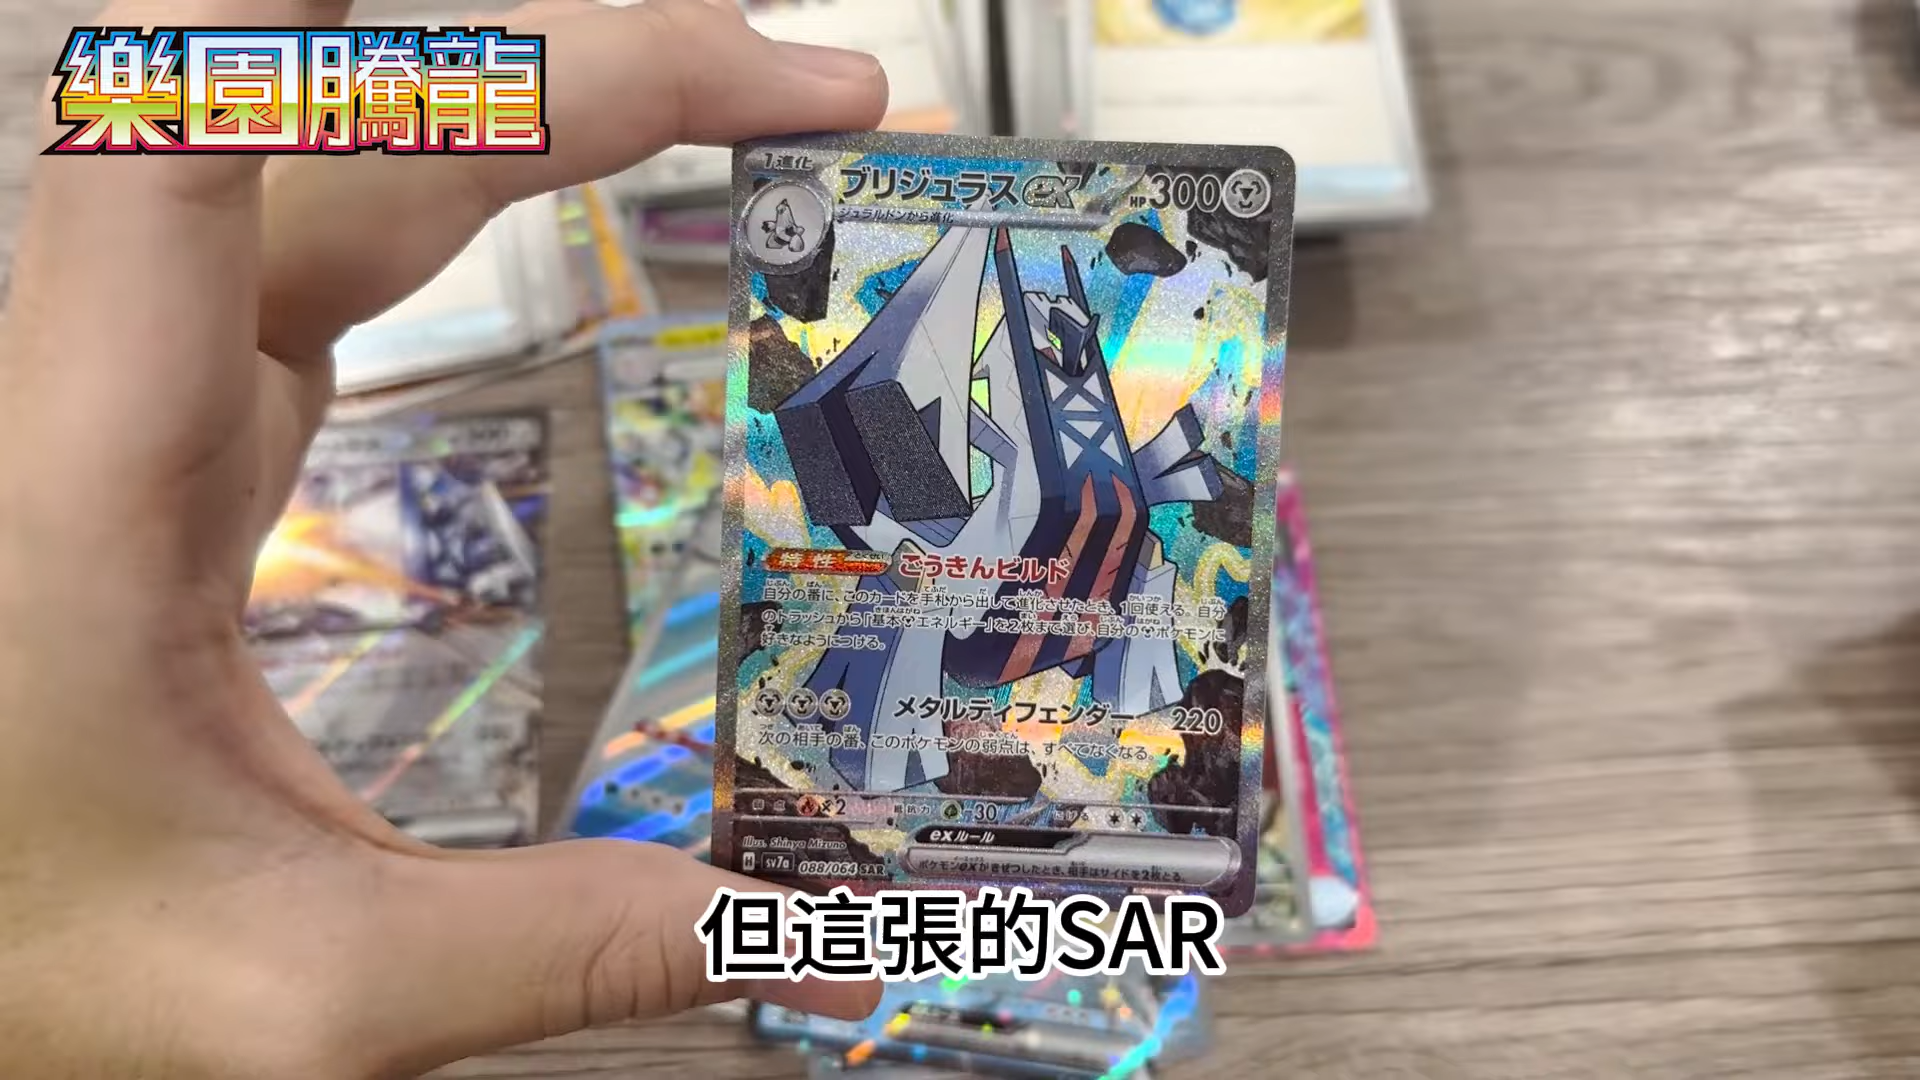 樂園騰龍
1進化
ブリジュラスex HP300
ジュラルドンから進化
特性 ごうきんビルド
自分の番に、このカードを手札から出して進化させたとき、1回使える。自分
のトラッシュから「基本エネルギー」を2枚まで選び、自分のポケモンに
好きなようにつける。
メタルディフェンダー 220
次の相手の番、このポケモンの弱点は、すべてなくなる。
弱点 ×2 抵抗力 -30 にげる
exルール
ポケモンexがきぜつしたとき、相手はサイドを2枚とる。
Illus. Shinya Mizuno
H sv7a 088/064 SAR
但這張的SAR